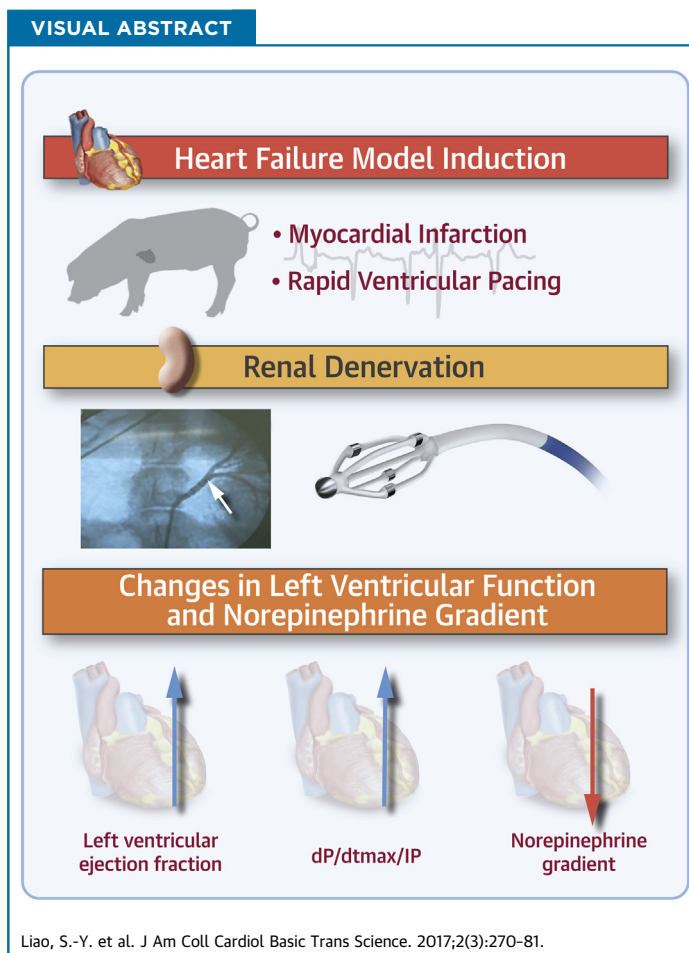 VISUAL ABSTRACT
Heart Failure Model Induction
• Myocardial Infarction
• Rapid Ventricular Pacing
Renal Denervation
Changes in Left Ventricular Function
and Norepinephrine Gradient
Left ventricular
ejection fraction
dP/dtmax/IP
Norepinephrine
gradient
Liao, S.-Y. et al. J Am Coll Cardiol Basic Trans Science. 2017;2(3):270-81.